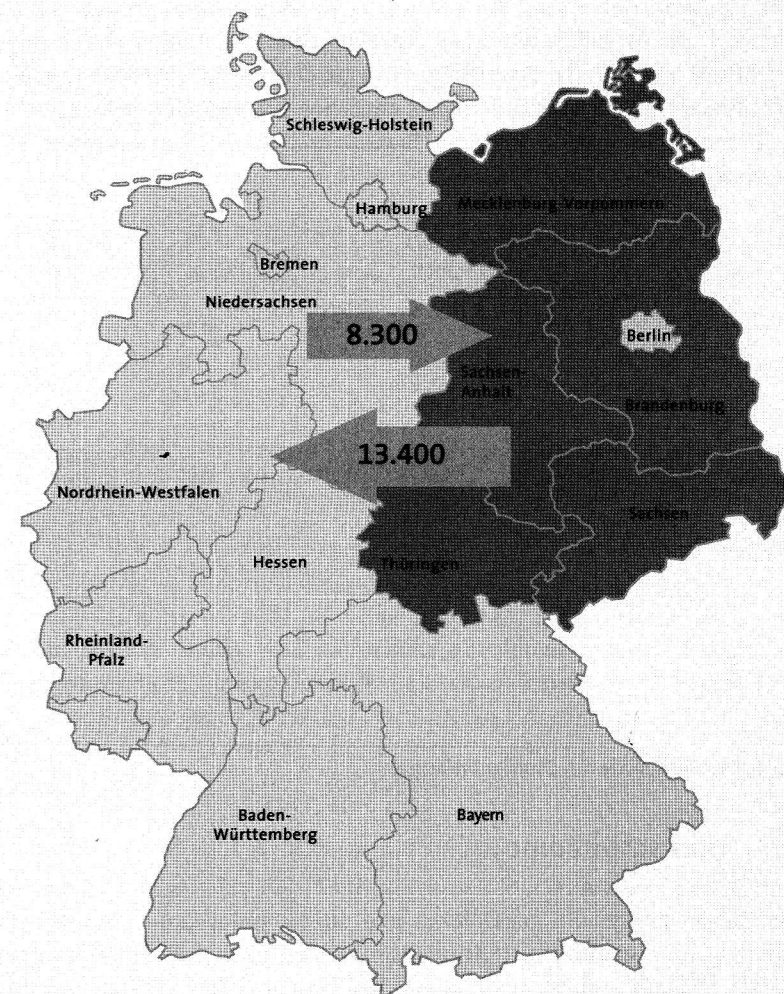 Schleswig-Holstein
Hamburg
Mecklenburg-Vorpommern
Bremen
Niedersachsen
8.300
Berlin
Sachsen-
Anhalt
Brandenburg
13.400
Nordrhein-Westfalen
Sachsen
Hessen
Thüringen
Rheinland-
Pfalz
Baden-
Württemberg
Bayern